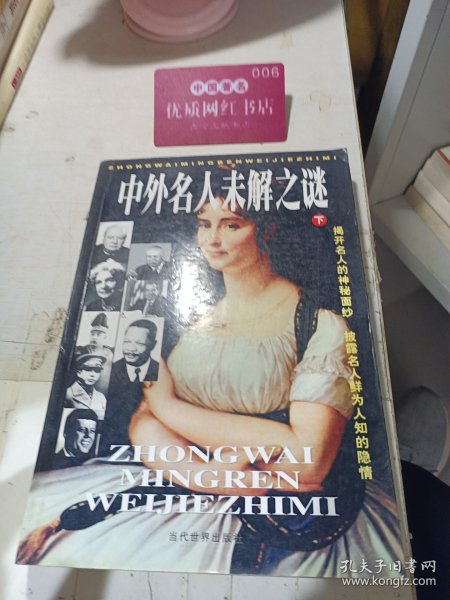 006
中国著名
优质网红书店
ZHONGWAIMINGRENWEIJIEZHIMI
中外名人未解之谜
下
揭开名人的神秘面纱 披露名人鲜为人知的隐情
ZHONGWAI
MINGREN
WEIJIEZHIMI
当代世界出版社
孔夫子旧书网
www.kongfz.com